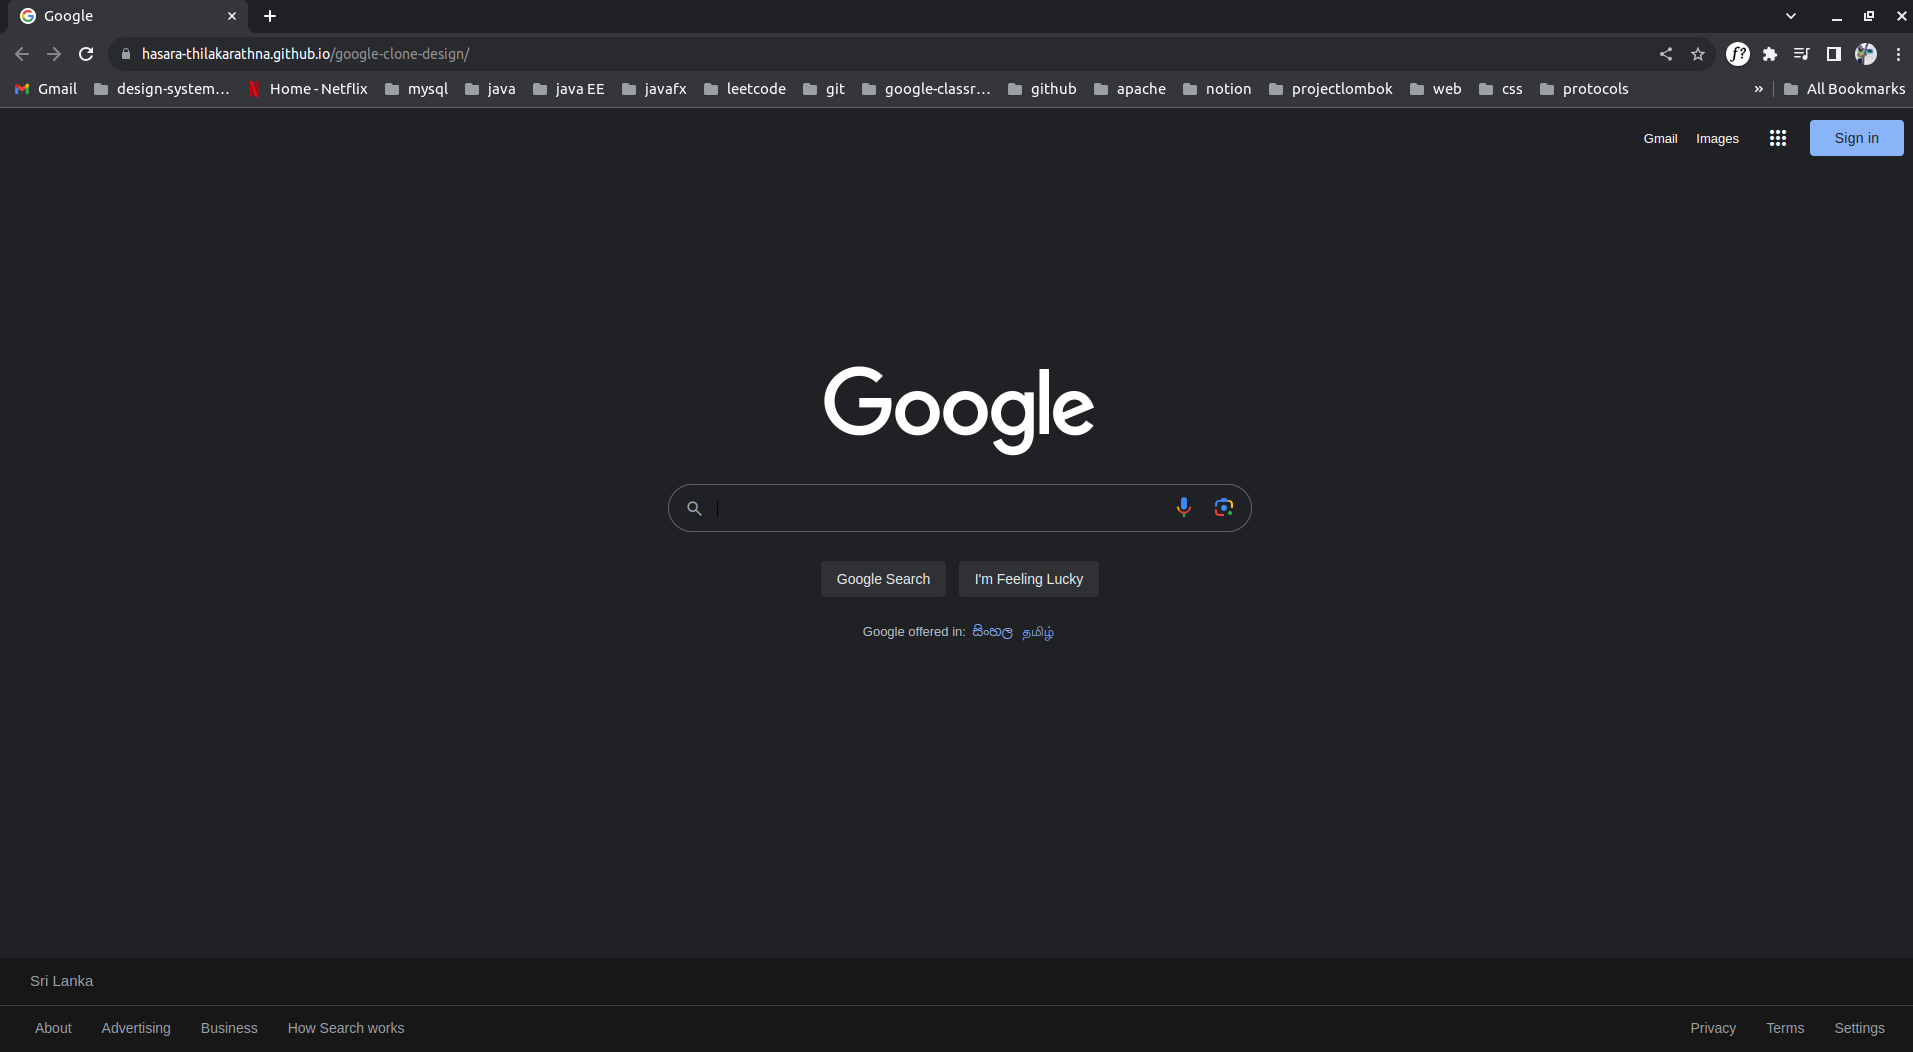 Google
hasara-thilakarathna.github.io/google-clone-design/
f?
Gmail design-system... Home - Netflix mysql java java EE javafx leetcode git google-classr... github apache notion projectlombok web css protocols » All Bookmarks
Gmail Images Sign in
Google
Google Search I'm Feeling Lucky
Google offered in: සිංහල தமிழ்
Sri Lanka
About Advertising Business How Search works Privacy Terms Settings